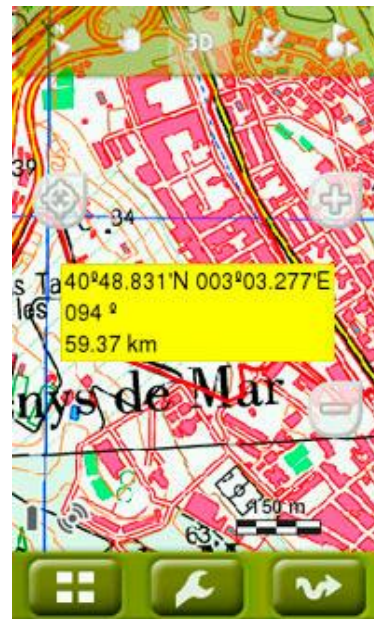 N
3D
39
34
s Ta
les
40º48.831'N 003º03.277'E
094 º
59.37 km
nys de Mar
150 m
63.